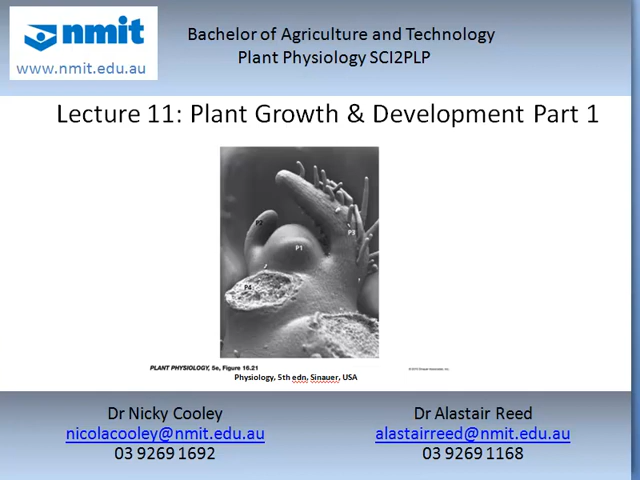 nmit
www.nmit.edu.au
Bachelor of Agriculture and Technology
Plant Physiology SCI2PLP
Lecture 11: Plant Growth & Development Part 1
P2
P1
P3
P4
PLANT PHYSIOLOGY, 5e, Figure 16.21
Physiology, 5th edn, Sinauer, USA
Dr Nicky Cooley
nicolacooley@nmit.edu.au
03 9269 1692
Dr Alastair Reed
alastairreed@nmit.edu.au
03 9269 1168